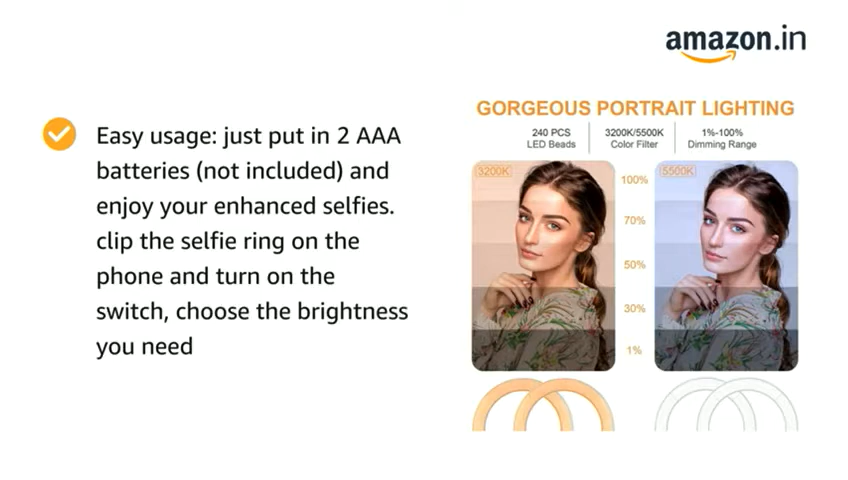 amazon.in
Easy usage: just put in 2 AAA
batteries (not included) and
enjoy your enhanced selfies.
clip the selfie ring on the
phone and turn on the
switch, choose the brightness
you need
GORGEOUS PORTRAIT LIGHTING
240 PCS
LED Beads
3200K/5500K
Color Filter
1%-100%
Dimming Range
3200K
100%
70%
50%
30%
1%
5500K